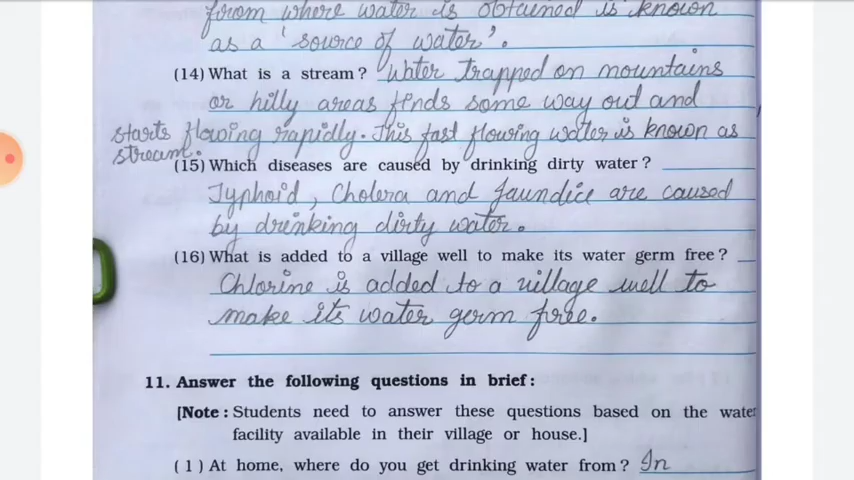 from where water is obtained is known
as a 'source of water'.
(14) What is a stream? Water trapped on mountains
or hilly areas finds some way out and
starts flowing rapidly. This fast flowing water is known as
stream.
(15) Which diseases are caused by drinking dirty water?
Typhoid, Cholera and Jaundice are caused
by drinking dirty water.
(16) What is added to a village well to make its water germ free?
Chlorine is added to a village well to
make its water germ free.
11. Answer the following questions in brief:
[Note: Students need to answer these questions based on the water
facility available in their village or house.]
(1) At home, where do you get drinking water from? In